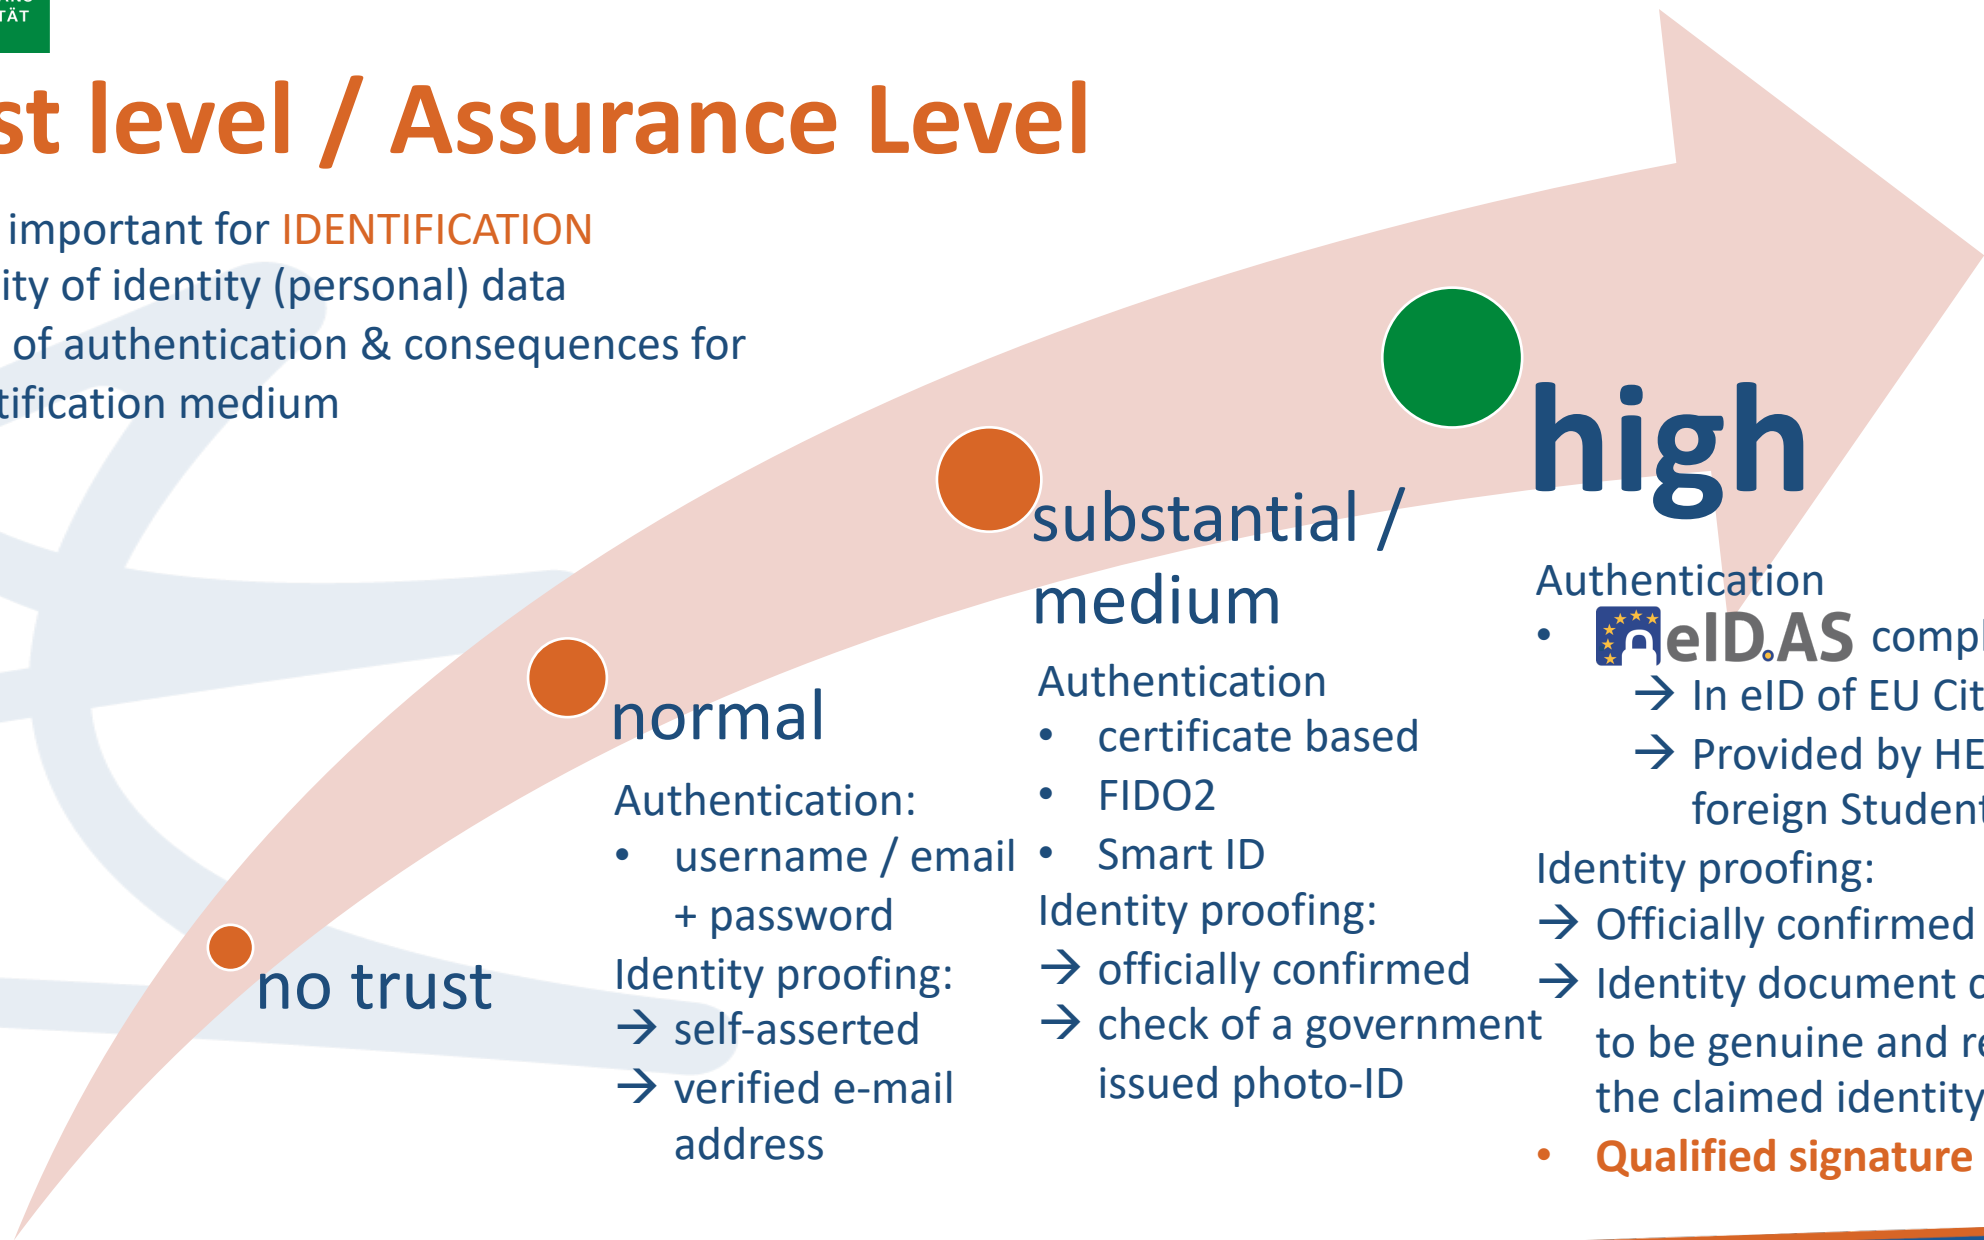 TÄT
st level / Assurance Level
important for IDENTIFICATION
ity of identity (personal) data
of authentication & consequences for
tification medium
no trust
normal
Authentication:
• username / email
+ password
Identity proofing:
→ self-asserted
→ verified e-mail
address
substantial /
medium
Authentication
• certificate based
• FIDO2
• Smart ID
Identity proofing:
→ officially confirmed
→ check of a government
issued photo-ID
high
Authentication
• eID.AS compl
→ In eID of EU Cit
→ Provided by HE
foreign Student
Identity proofing:
→ Officially confirmed
→ Identity document
to be genuine and re
the claimed identity
• Qualified signature